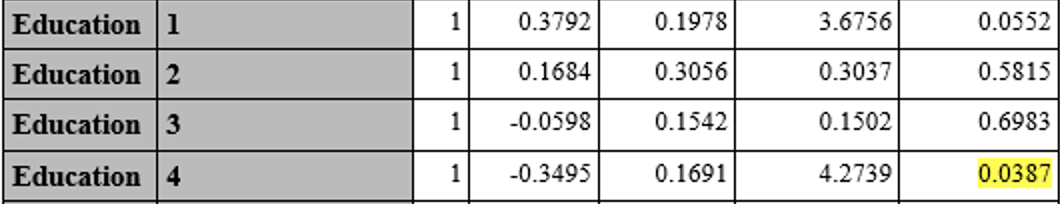 Education 1 1 0.3792 0.1978 3.6756 0.0552
Education 2 1 0.1684 0.3056 0.3037 0.5815
Education 3 1 -0.0598 0.1542 0.1502 0.6983
Education 4 1 -0.3495 0.1691 4.2739 0.0387